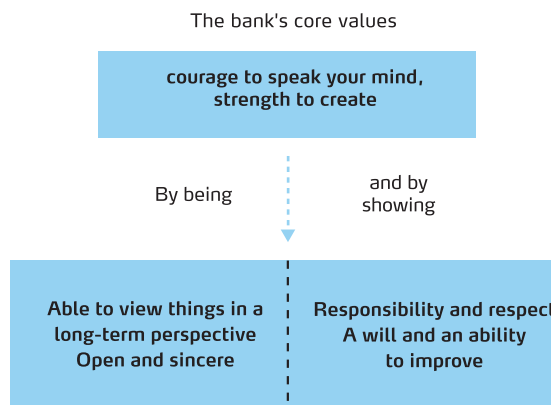 The bank's core values
courage to speak your mind,
strength to create
By being
and by
showing
Able to view things in a
long-term perspective
Open and sincere
Responsibility and respect
A will and an ability
to improve